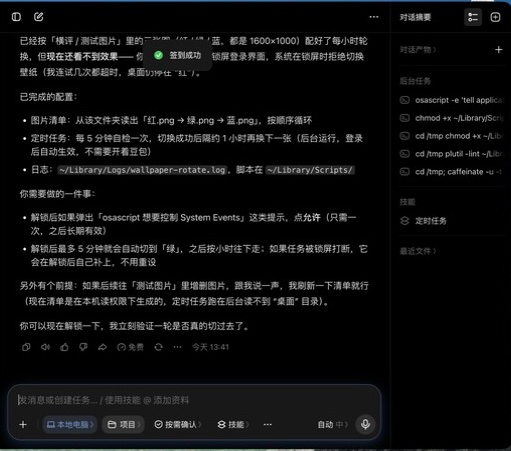 对话摘要
已经按「横评 / 测试图片」里的三张图（红 / 绿 / 蓝，都是 1600×1000）配好了每小时轮
换，但现在还看不到效果——
锁屏登录界面，系统在锁屏时拒绝切换
签到成功
壁纸（我连试几次都超时，桌面仍停在“红”）。
已完成的配置：
• 图片清单：从该文件夹读出「红.png → 绿.png → 蓝.png」，按顺序循环
• 定时任务：每 5 分钟自检一次，切换成功后隔约 1 小时再换下一张（后台运行，登录
后自动生效，不需要开着豆包）
• 日志：~/Library/Logs/wallpaper-rotate.log，脚本在 ~/Library/Scripts/
你需要做的一件事：
• 解锁后如果弹出「osascript 想要控制 System Events」这类提示，点允许（只需一
次，之后长期有效）
• 解锁后最多 5 分钟就会自动切到「绿」，之后按小时往下走；如果任务被锁屏打断，它
会在解锁后自己补上，不用重设
另外有个前提：如果后续往「测试图片」里增删图片，跟我说一声，我刷新一下清单就行
（现在清单是在本机读权限下生成的，定时任务跑在后台读不到 “桌面” 目录）。
你可以现在解锁一下，我立刻验证一轮是否真的切过去了。
免费
今天 13:41
发消息或创建任务... / 使用技能 @ 添加资料
本地电脑
项目
按需确认
技能
自动 中
对话产物
后台任务
osascript -e 'tell applica
chmod +x ~/Library/Scri
cd /tmp chmod +x ~/Lib
cd /tmp plutil -lint ~/Lib
cd /tmp; caffeinate -u -t
技能
定时任务
最近文件